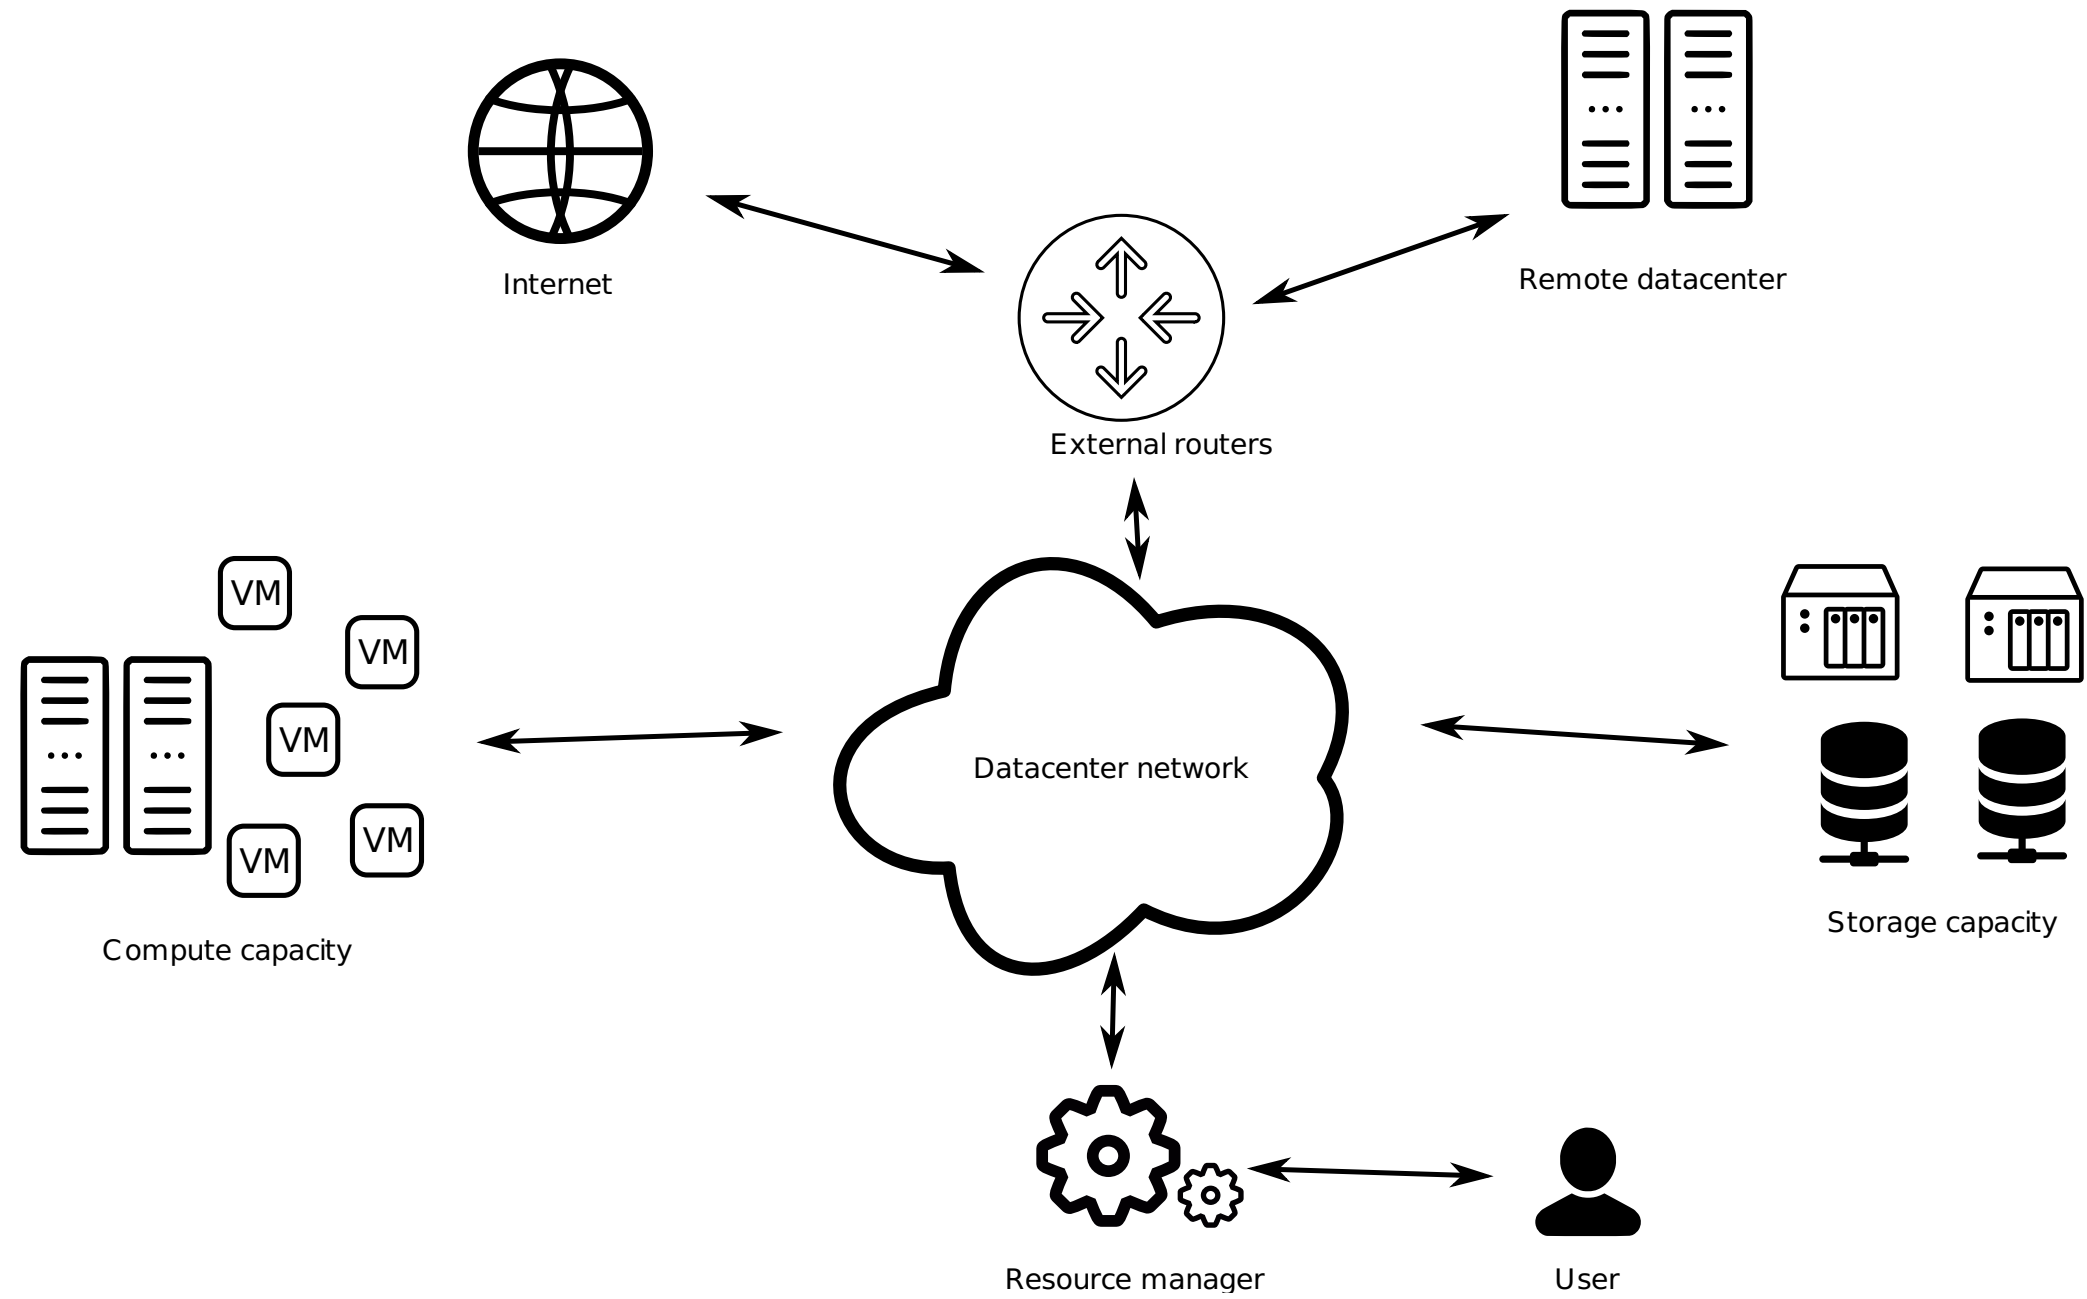 Internet
Remote datacenter
External routers
VM
VM
VM
VM
VM
Datacenter network
Compute capacity
Storage capacity
Resource manager
User